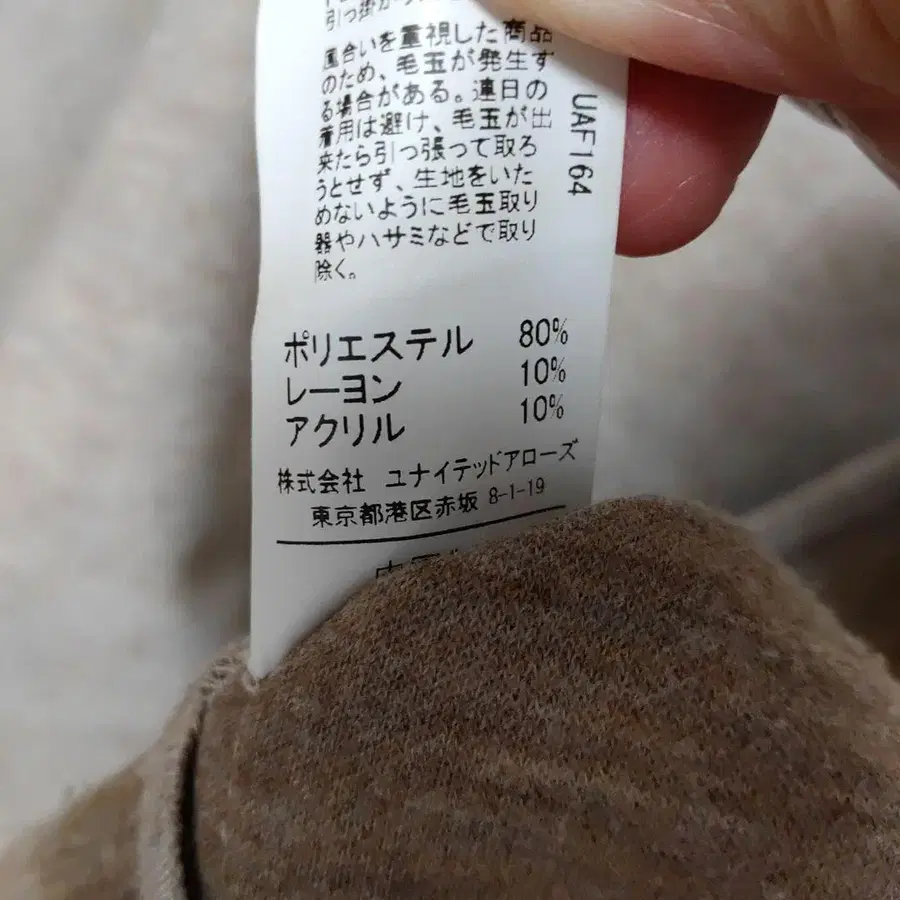 引っ掛かり
風合いを重視した商品
のため、毛玉が発生す
る場合がある。連日の
着用は避け、毛玉が出
来たら引っ張って取ろ
うとせず、生地をいた
めないように毛玉取り
器やハサミなどで取り
除く。
UAF164
ポリエステル 80%
レーヨン 10%
アクリル 10%
株式会社 ユナイテッドアローズ
東京都港区赤坂 8-1-19